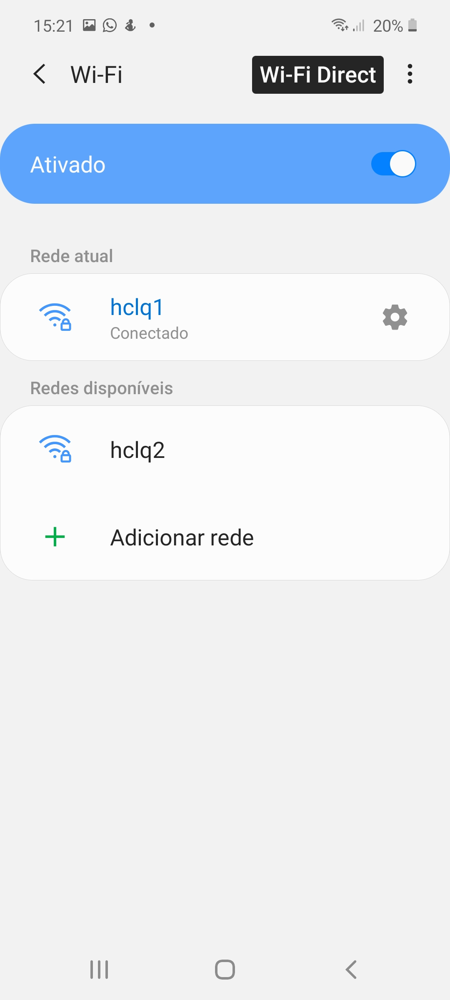 15:21 20%
Wi-Fi Wi-Fi Direct
Ativado
Rede atual
hclq1
Conectado
Redes disponíveis
hclq2
Adicionar rede